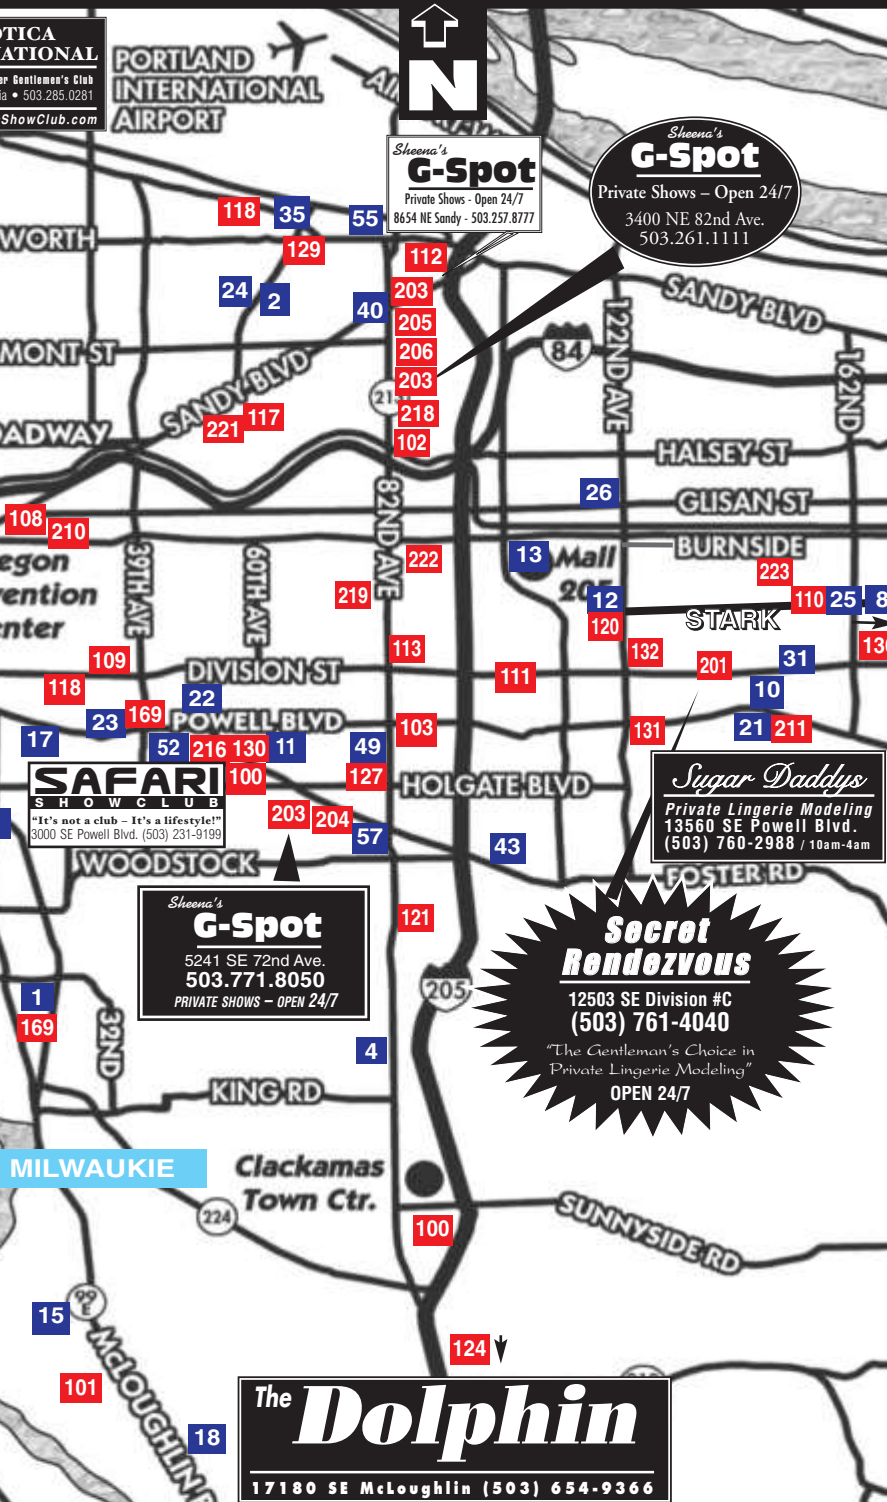 OTICA
NATIONAL
er Gentlemen's Club
ia • 503.285.0281
ShowClub.com
PORTLAND
INTERNATIONAL
AIRPORT
N
Sheena's
G-Spot
Private Shows - Open 24/7
8654 NE Sandy - 503.257.8777
Sheena's
G-Spot
Private Shows – Open 24/7
3400 NE 82nd Ave.
503.261.1111
118
35
55
WORTH
129
112
24
2
40
203
205
206
203
218
102
MONT ST
SANDY BLVD
SANDY BLVD
84
122ND AVE
162ND
213
OADWAY
221
117
HALSEY ST
26
GLISAN ST
108
210
82ND AVE
BURNSIDE
39TH AVE
60TH AVE
222
13
Mall
205
egon
vention
enter
219
223
12
110
25
8
120
STARK
113
132
130
109
DIVISION ST
111
201
31
118
22
10
23
169
POWELL BLVD
103
131
21
211
17
52
216
130
11
49
100
127
HOLGATE BLVD
SAFARI
SHOWCLUB
"It's not a club – It's a lifestyle!"
3000 SE Powell Blvd. (503) 231-9199
Sugar Daddys
Private Lingerie Modeling
13560 SE Powell Blvd.
(503) 760-2988 / 10am-4am
203
204
57
43
WOODSTOCK
FOSTER RD
Sheena's
G-Spot
5241 SE 72nd Ave.
503.771.8050
PRIVATE SHOWS – OPEN 24/7
121
205
Secret
Rendezvous
12503 SE Division #C
(503) 761-4040
"The Gentleman's Choice in
Private Lingerie Modeling"
OPEN 24/7
1
169
32ND
4
KING RD
MILWAUKIE
Clackamas
Town Ctr.
224
100
SUNNYSIDE RD
99
E
15
124
101
McLOUGHLIN
18
The
Dolphin
17180 SE McLoughlin (503) 654-9366